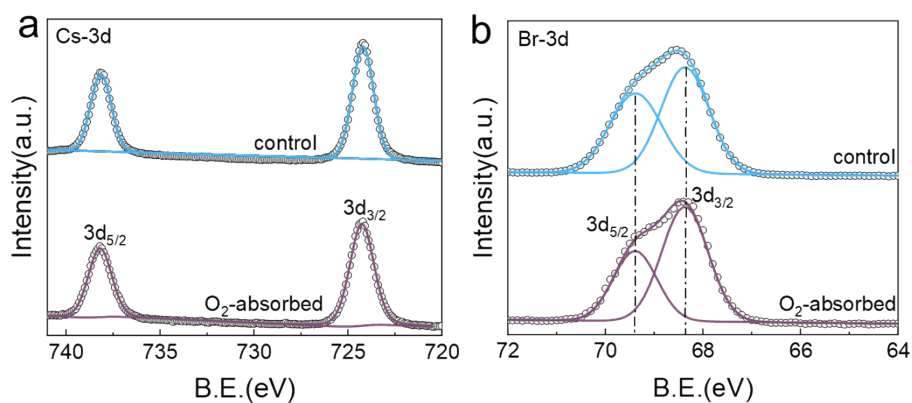 a
Cs-3d
control
3d5/2
3d3/2
O2-absorbed
Intensity(a.u.)
740
735
730
725
720
B.E.(eV)
b
Br-3d
control
3d5/2
3d3/2
O2-absorbed
Intensity(a.u.)
72
70
68
66
64
B.E.(eV)